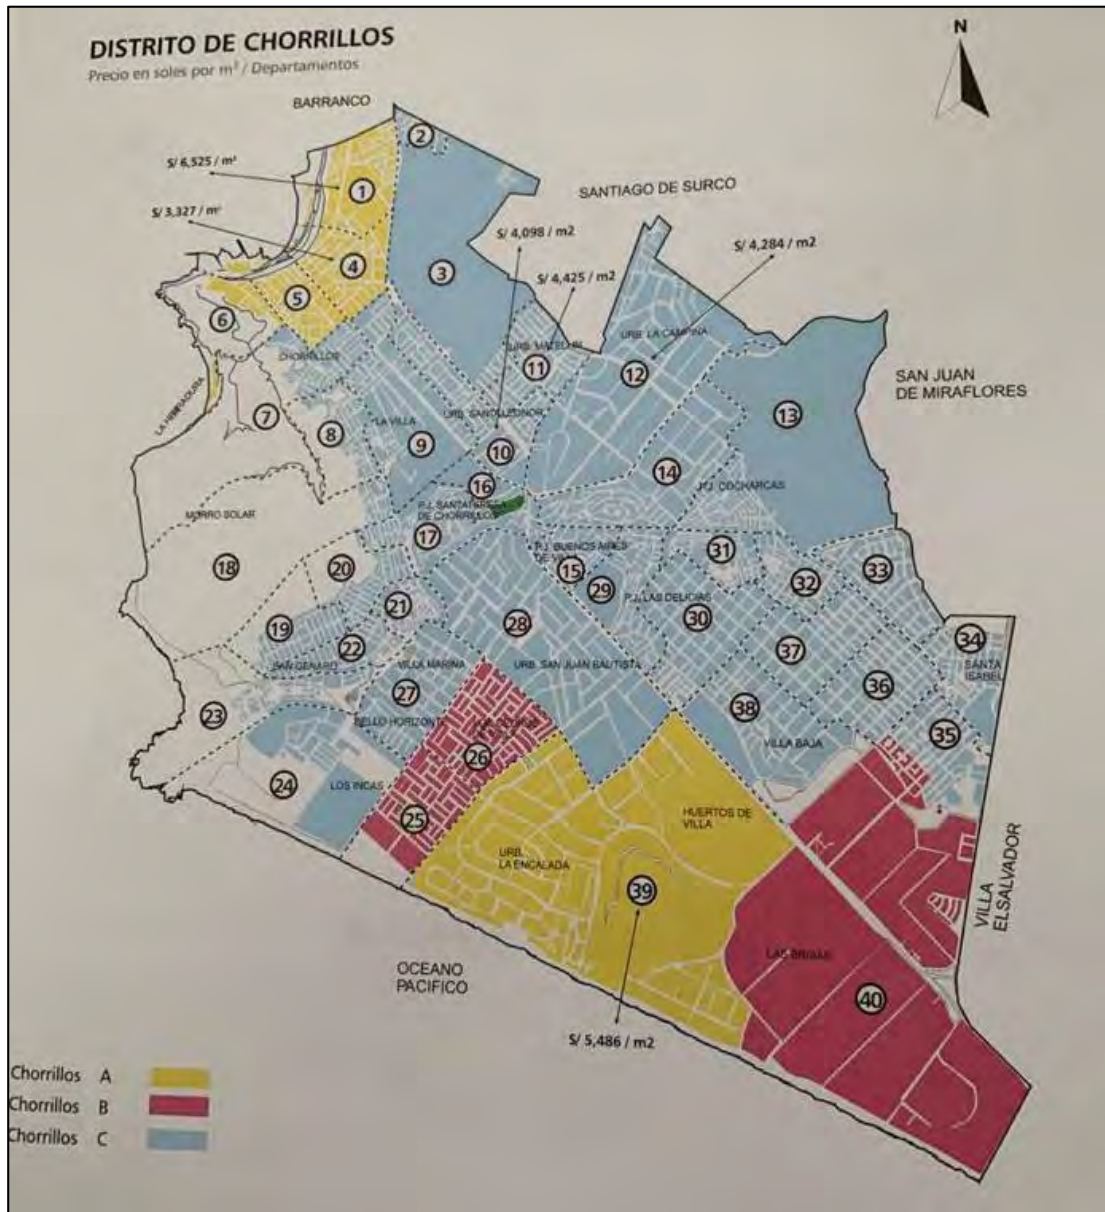 DISTRITO DE CHORRILLOS
Precio en soles por m² / Departamentos
N
BARRANCO
2
S/ 6,525 / m²
1
SANTIAGO DE SURCO
S/ 3,327 / m²
S/ 4,098 / m2
S/ 4,284 / m2
4
3
S/ 4,425 / m2
5
6
URB. LA CAMPIÑA
CHORRILLOS
11
12
SAN JUAN
DE MIRAFLORES
LA HERRADURA
7
13
8
LA VILLA
9
10
16
14
P.J. COCHARCAS
P.J. SANTA TERESA
DE CHORRILLOS
MORRO SOLAR
17
P.J. BUENOS AIRES
DE VILLA
31
18
20
15
29
32
33
P.J. LAS DELICIAS
21
30
19
28
22
37
34
SAN GENARO
VILLA MARINA
URB. SAN JUAN BAUTISTA
SANTA
ISABEL
27
36
23
BELLO HORIZONTE
38
35
26
VILLA BAJA
24
LOS INCAS
25
HUERTOS DE
VILLA
URB.
LA ENCALADA
39
VILLA
EL SALVADOR
OCEANO
PACIFICO
LAS BRISAS
40
S/ 5,486 / m2
Chorrillos A
Chorrillos B
Chorrillos C